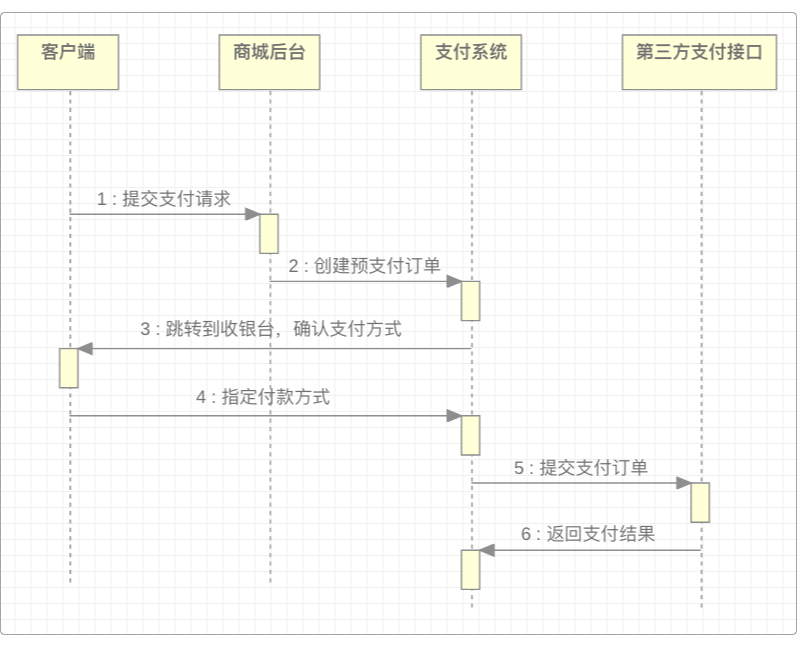 客户端
商城后台
支付系统
第三方支付接口
1 : 提交支付请求
2 : 创建预支付订单
3 : 跳转到收银台，确认支付方式
4 : 指定付款方式
5 : 提交支付订单
6 : 返回支付结果